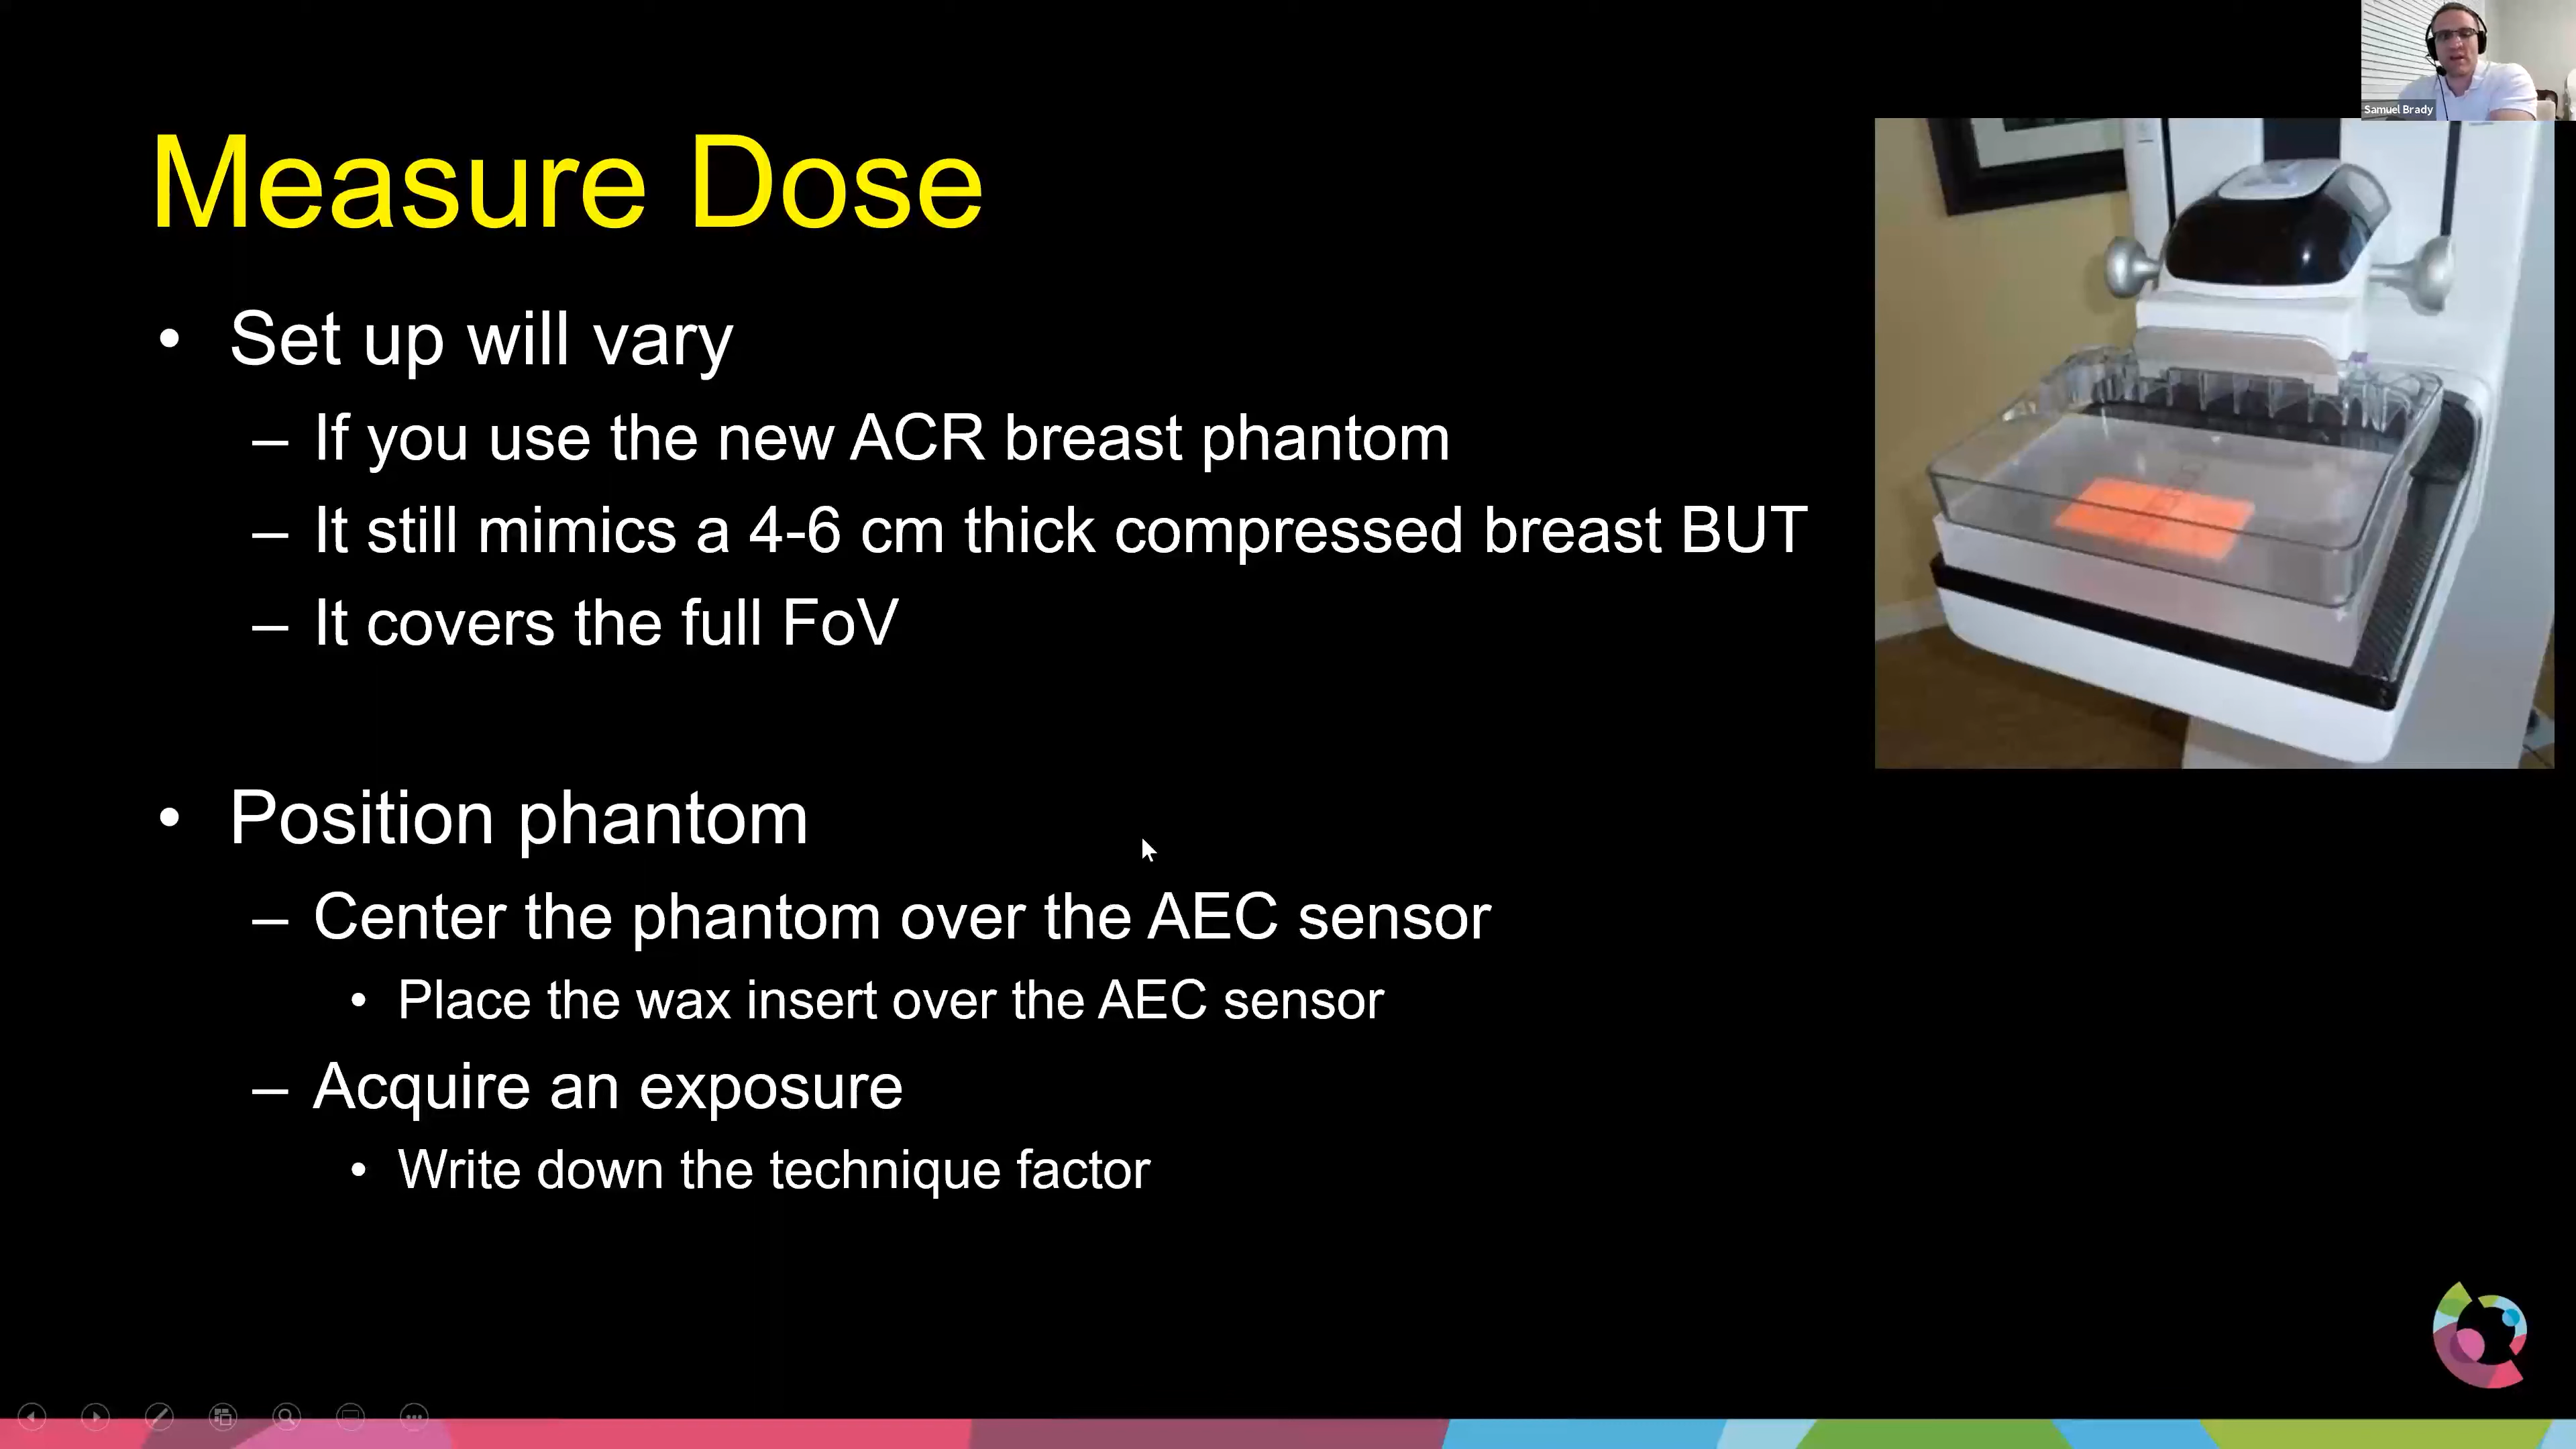 Samuel Brady
Measure Dose
• Set up will vary
– If you use the new ACR breast phantom
– It still mimics a 4-6 cm thick compressed breast BUT
– It covers the full FoV
• Position phantom
– Center the phantom over the AEC sensor
• Place the wax insert over the AEC sensor
– Acquire an exposure
• Write down the technique factor